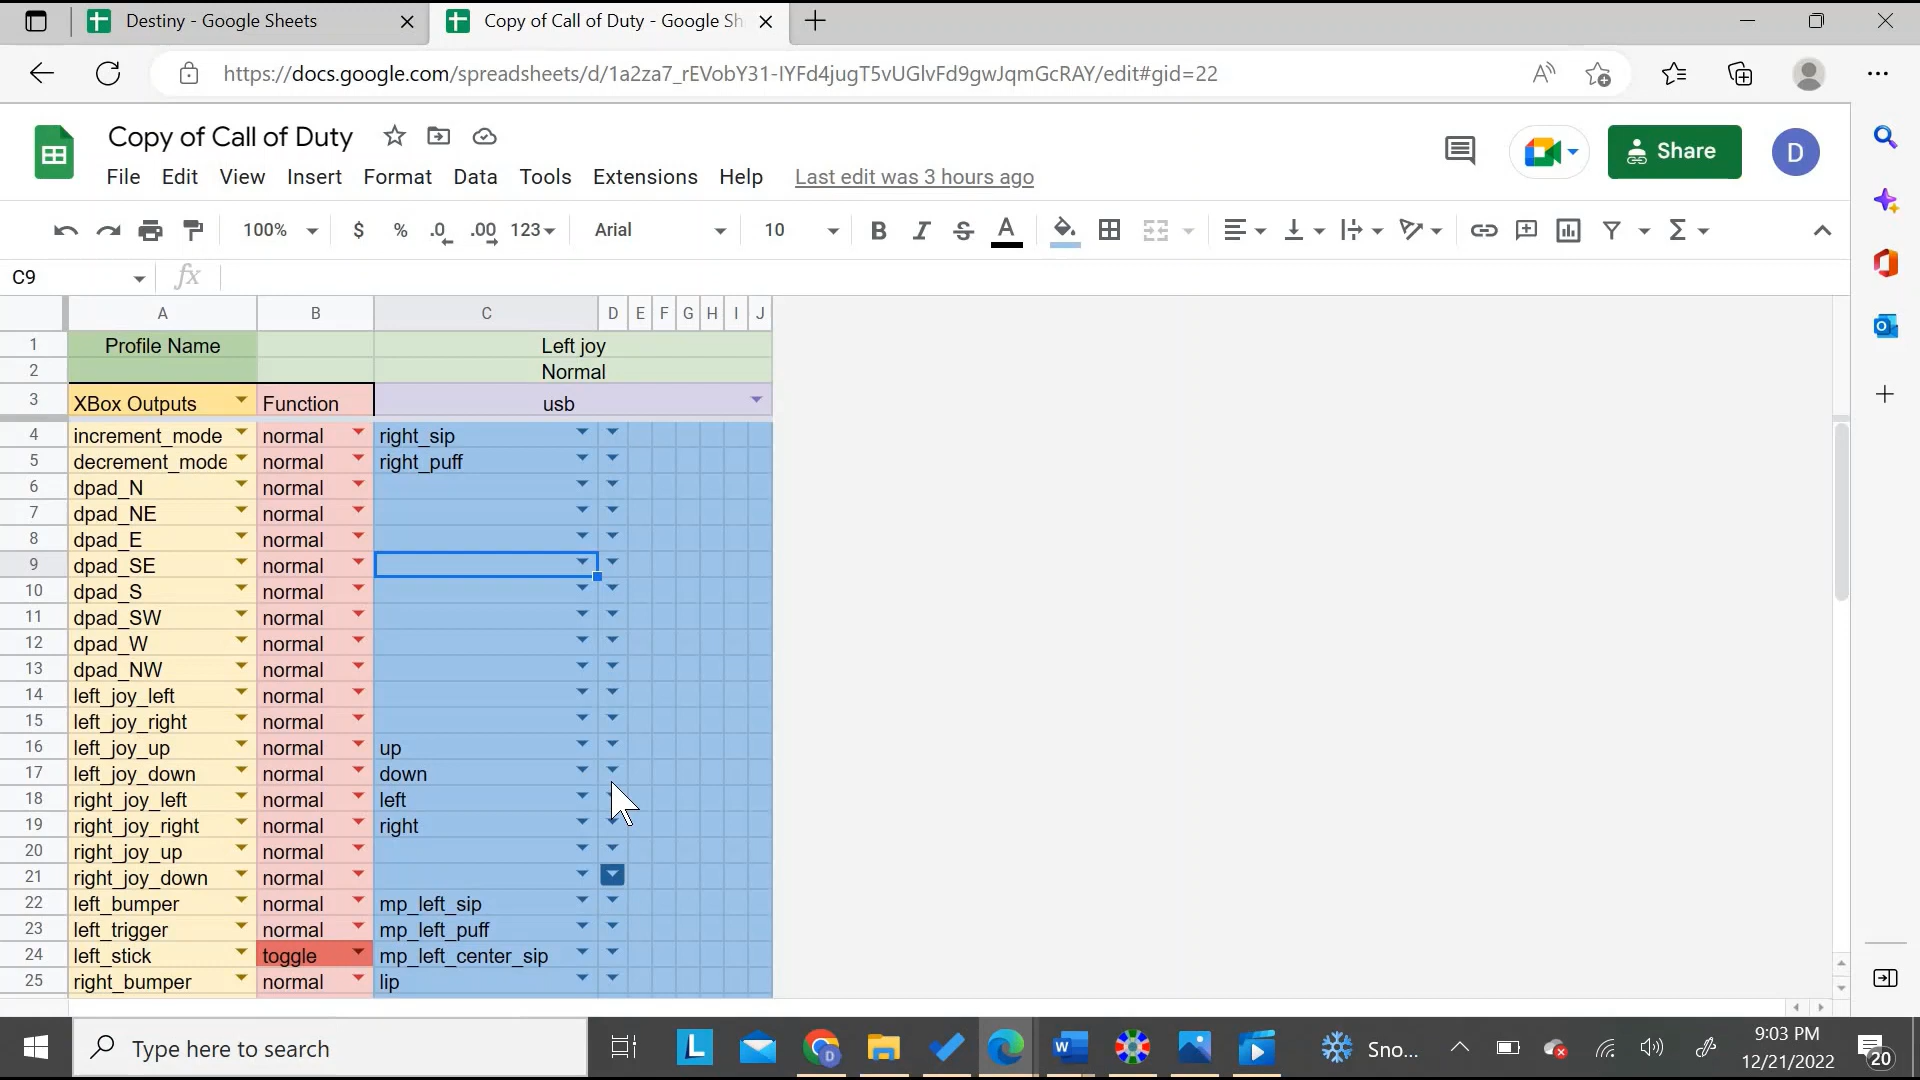 Destiny - Google Sheets
Copy of Call of Duty - Google Sh
https://docs.google.com/spreadsheets/d/1a2za7_rEVobY31-IYFd4jugT5vUGlvFd9gwJqmGcRAY/edit#gid=22
Copy of Call of Duty
Share
D
File Edit View Insert Format Data Tools Extensions Help Last edit was 3 hours ago
100% $ % .0 .00 123 Arial 10 B I S A
C9 fx
A B C D E F G H I J
1 Profile Name Left joy
2 Normal
3 XBox Outputs Function usb
4 increment_mode normal right_sip
5 decrement_mode normal right_puff
6 dpad_N normal
7 dpad_NE normal
8 dpad_E normal
9 dpad_SE normal
10 dpad_S normal
11 dpad_SW normal
12 dpad_W normal
13 dpad_NW normal
14 left_joy_left normal
15 left_joy_right normal
16 left_joy_up normal up
17 left_joy_down normal down
18 right_joy_left normal left
19 right_joy_right normal right
20 right_joy_up normal
21 right_joy_down normal
22 left_bumper normal mp_left_sip
23 left_trigger normal mp_left_puff
24 left_stick toggle mp_left_center_sip
25 right_bumper normal lip
Type here to search
L
D
W
Sno...
9:03 PM
12/21/2022
20